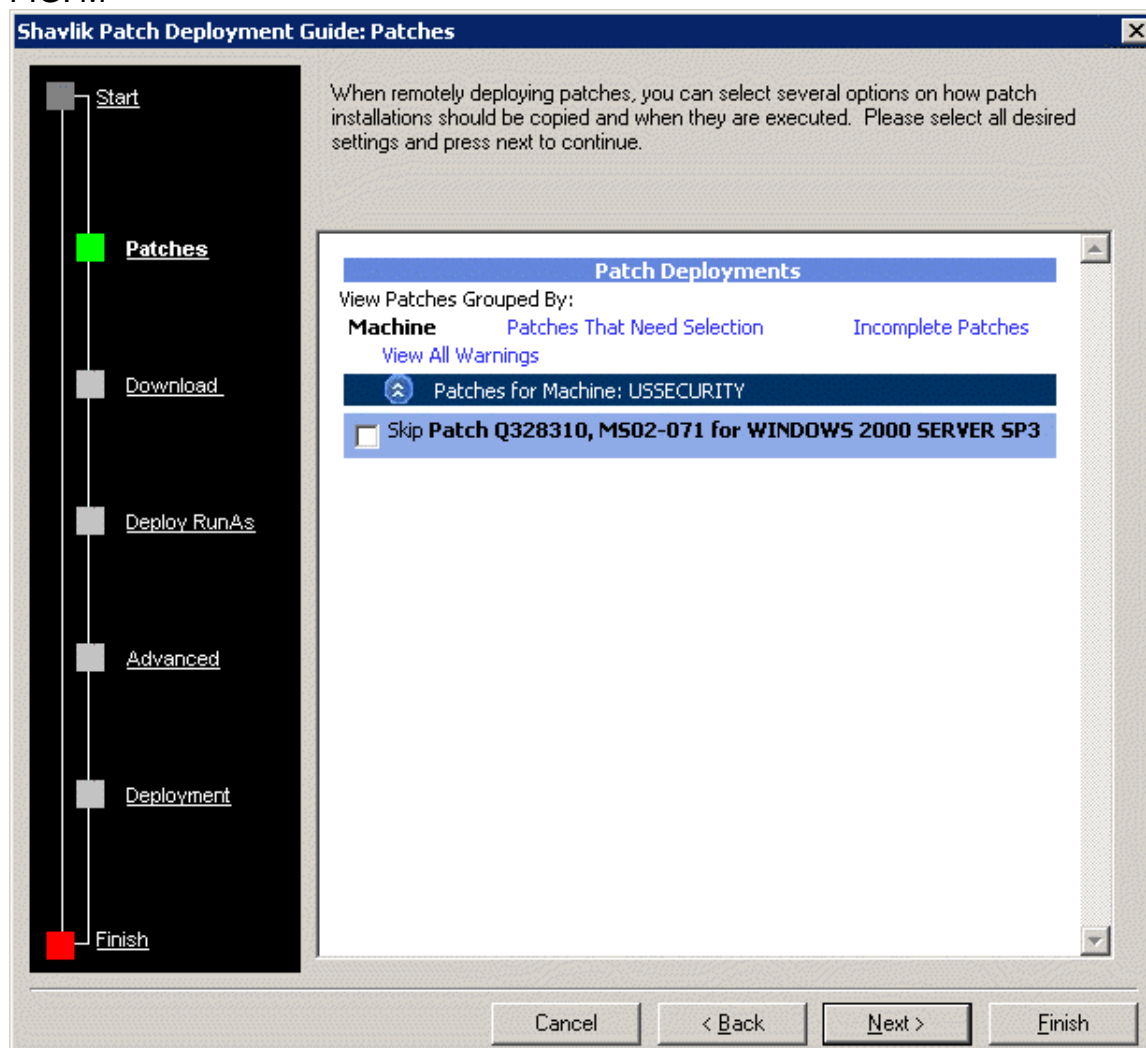 Shavlik Patch Deployment Guide: Patches
Start
Patches
Download
Deploy RunAs
Advanced
Deployment
Finish
When remotely deploying patches, you can select several options on how patch
installations should be copied and when they are executed. Please select all desired
settings and press next to continue.
Patch Deployments
View Patches Grouped By:
Machine Patches That Need Selection Incomplete Patches
View All Warnings
Patches for Machine: USSECURITY
Skip Patch Q328310, MS02-071 for WINDOWS 2000 SERVER SP3
Cancel < Back Next > Finish